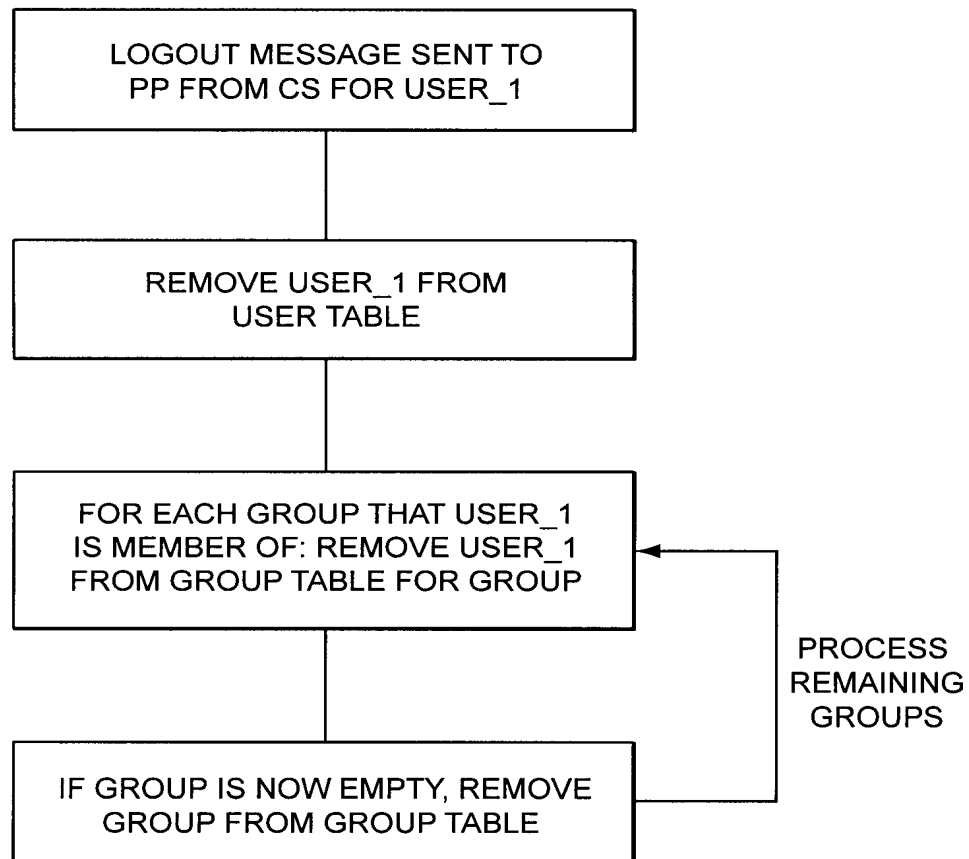 LOGOUT MESSAGE SENT TO
PP FROM CS FOR USER_1
REMOVE USER_1 FROM
USER TABLE
FOR EACH GROUP THAT USER_1
IS MEMBER OF: REMOVE USER_1
FROM GROUP TABLE FOR GROUP
PROCESS
REMAINING
GROUPS
IF GROUP IS NOW EMPTY, REMOVE
GROUP FROM GROUP TABLE